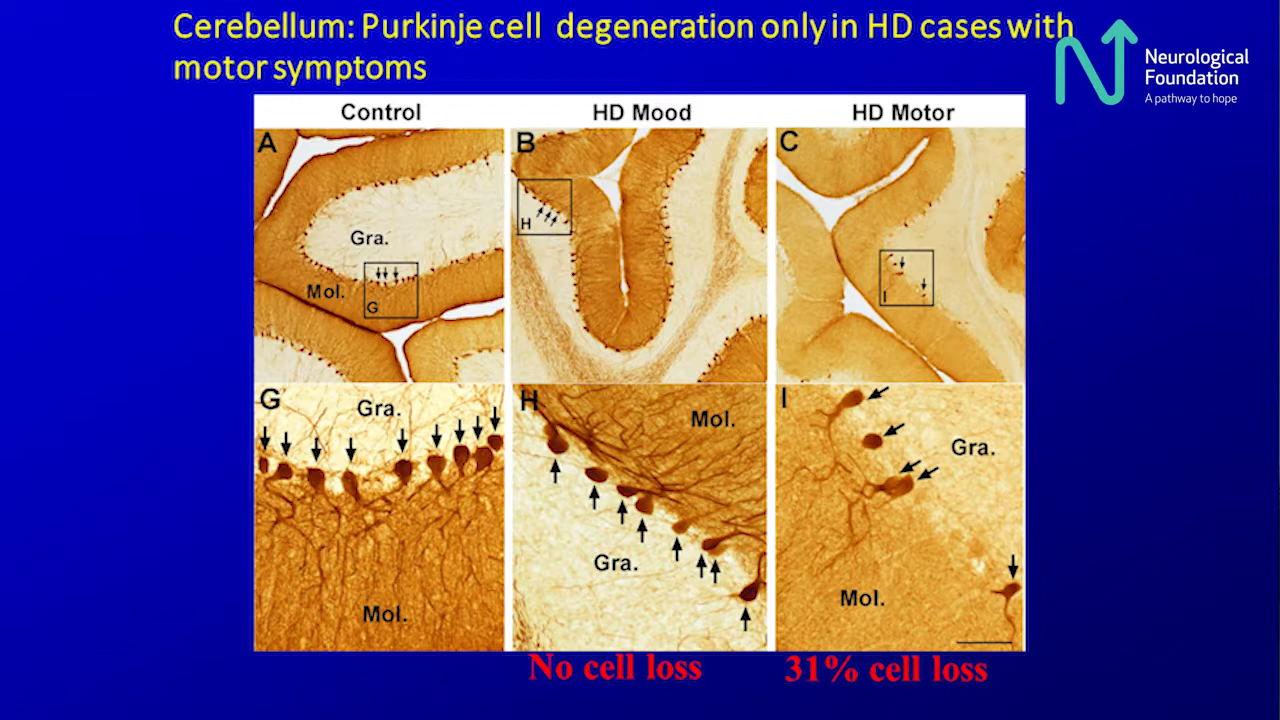 Cerebellum: Purkinje cell degeneration only in HD cases with
motor symptoms
Neurological
Foundation
A pathway to hope
Control
HD Mood
HD Motor
A
B
C
Gra.
Mol.
G
H
I
G
Gra.
Mol.
H
Mol.
Gra.
I
Gra.
Mol.
No cell loss
31% cell loss